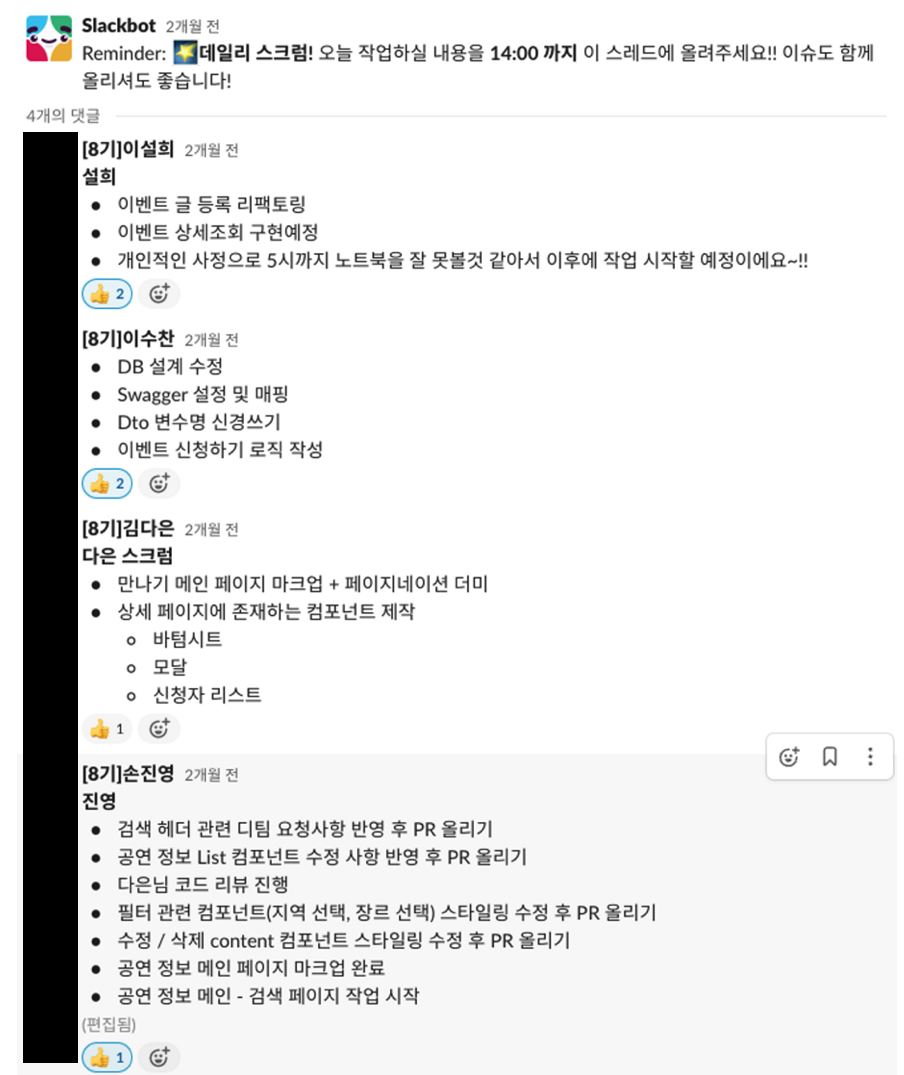 Slackbot 2개월 전
Reminder: 데일리 스크럼! 오늘 작업하실 내용을 14:00 까지 이 스레드에 올려주세요!! 이슈도 함께
올리셔도 좋습니다!
4개의 댓글
[8기]이설희 2개월 전
설희
• 이벤트 글 등록 리팩토링
• 이벤트 상세조회 구현예정
• 개인적인 사정으로 5시까지 노트북을 잘 못볼것 같아서 이후에 작업 시작할 예정이에요~!!
2
[8기]이수찬 2개월 전
• DB 설계 수정
• Swagger 설정 및 매핑
• Dto 변수명 신경쓰기
• 이벤트 신청하기 로직 작성
2
[8기]김다은 2개월 전
다은 스크럼
• 만나기 메인 페이지 마크업 + 페이지네이션 더미
• 상세 페이지에 존재하는 컴포넌트 제작
◦ 바텀시트
◦ 모달
◦ 신청자 리스트
1
[8기]손진영 2개월 전
진영
• 검색 헤더 관련 디팀 요청사항 반영 후 PR 올리기
• 공연 정보 List 컴포넌트 수정 사항 반영 후 PR 올리기
• 다은님 코드 리뷰 진행
• 필터 관련 컴포넌트(지역 선택, 장르 선택) 스타일링 수정 후 PR 올리기
• 수정 / 삭제 content 컴포넌트 스타일링 수정 후 PR 올리기
• 공연 정보 메인 페이지 마크업 완료
• 공연 정보 메인 - 검색 페이지 작업 시작
(편집됨)
1